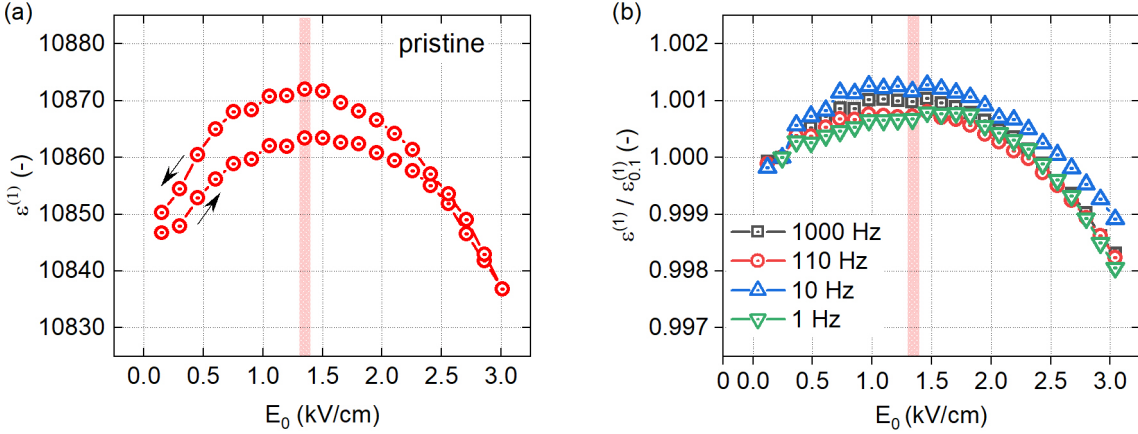 (a)
pristine
10880
10870
10860
10850
10840
10830
ε(1) (-)
0.0 0.5 1.0 1.5 2.0 2.5 3.0
E0 (kV/cm)
(b)
1.002
1.001
1.000
0.999
0.998
0.997
ε(1) / ε0.1(1) (-)
1000 Hz
110 Hz
10 Hz
1 Hz
0 0.0 0.5 1.0 1.5 2.0 2.5 3.0
E0 (kV/cm)